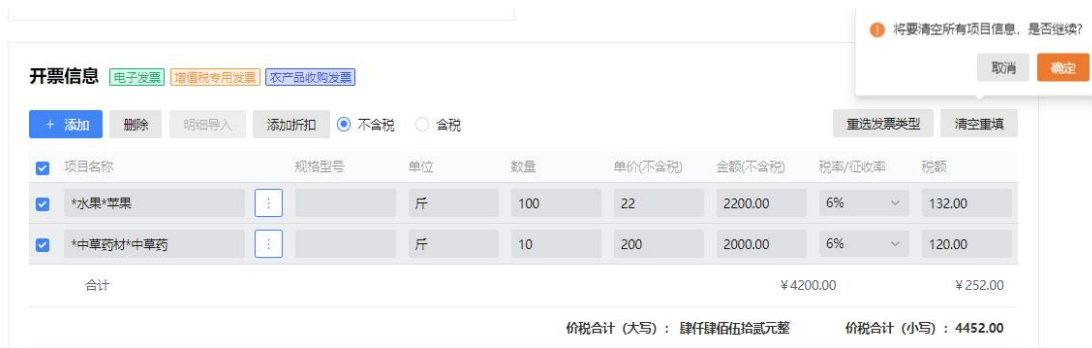 将要清空所有项目信息，是否继续?
取消 确定
开票信息 电子发票 增值税专用发票 农产品收购发票
+ 添加 删除 明细导入 添加折扣 不含税 含税 重选发票类型 清空重填
项目名称 规格型号 单位 数量 单价(不含税) 金额(不含税) 税率/征收率 税额
*水果*苹果 斤 100 22 2200.00 6% 132.00
*中草药材*中草药 斤 10 200 2000.00 6% 120.00
合计 ¥4200.00 ¥252.00
价税合计（大写）: 肆仟肆佰伍拾贰元整 价税合计（小写）: 4452.00